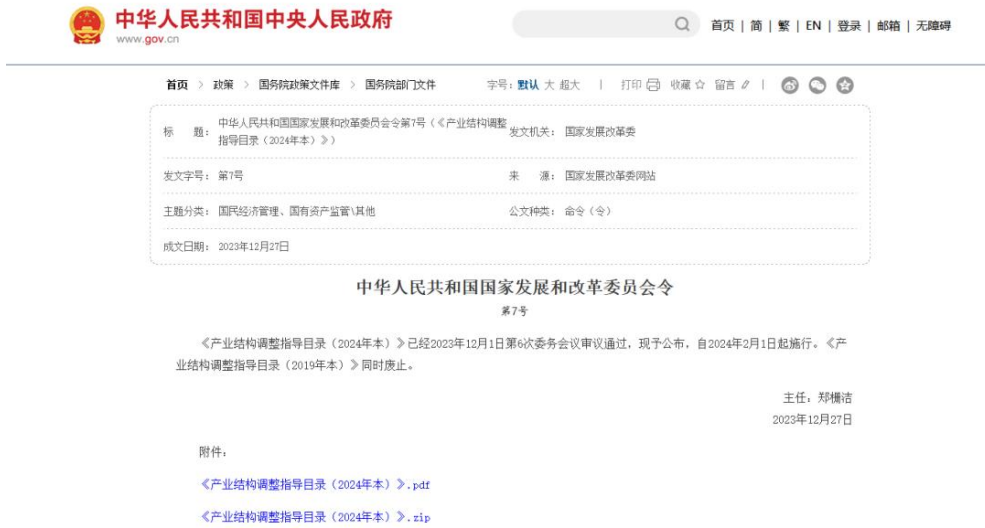 中华人民共和国中央人民政府
www.gov.cn
首页 | 简 | 繁 | EN | 登录 | 邮箱 | 无障碍
首页 > 政策 > 国务院政策文件库 > 国务院部门文件
字号：默认 大 超大 | 打印 收藏 留言 |
标 题： 中华人民共和国国家发展和改革委员会令第7号（《产业结构调整
指导目录（2024年本）》）
发文机关： 国家发展改革委
发文字号： 第7号
来 源： 国家发展改革委网站
主题分类： 国民经济管理、国有资产监管\其他
公文种类： 命令（令）
成文日期： 2023年12月27日
中华人民共和国国家发展和改革委员会令
第7号
《产业结构调整指导目录（2024年本）》已经2023年12月1日第6次委务会议审议通过，现予公布，自2024年2月1日起施行。《产
业结构调整指导目录（2019年本）》同时废止。
主任：郑栅洁
2023年12月27日
附件：
《产业结构调整指导目录（2024年本）》.pdf
《产业结构调整指导目录（2024年本）》.zip